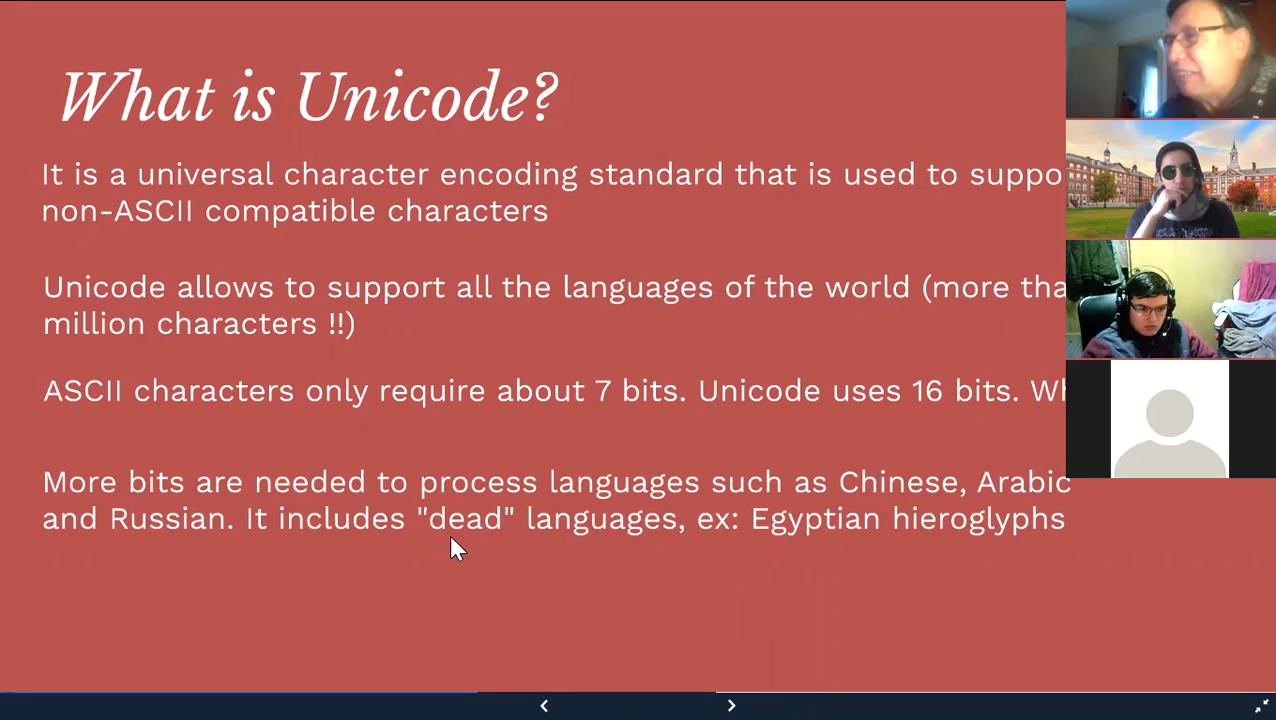 What is Unicode?
It is a universal character encoding standard that is used to
non-ASCII compatible characters
Unicode allows to support all the languages of the world (more
million characters !!)
ASCII characters only require about 7 bits. Unicode uses 16 bits.
More bits are needed to process languages such as Chinese, Arabic
and Russian. It includes "dead" languages, ex: Egyptian hieroglyphs